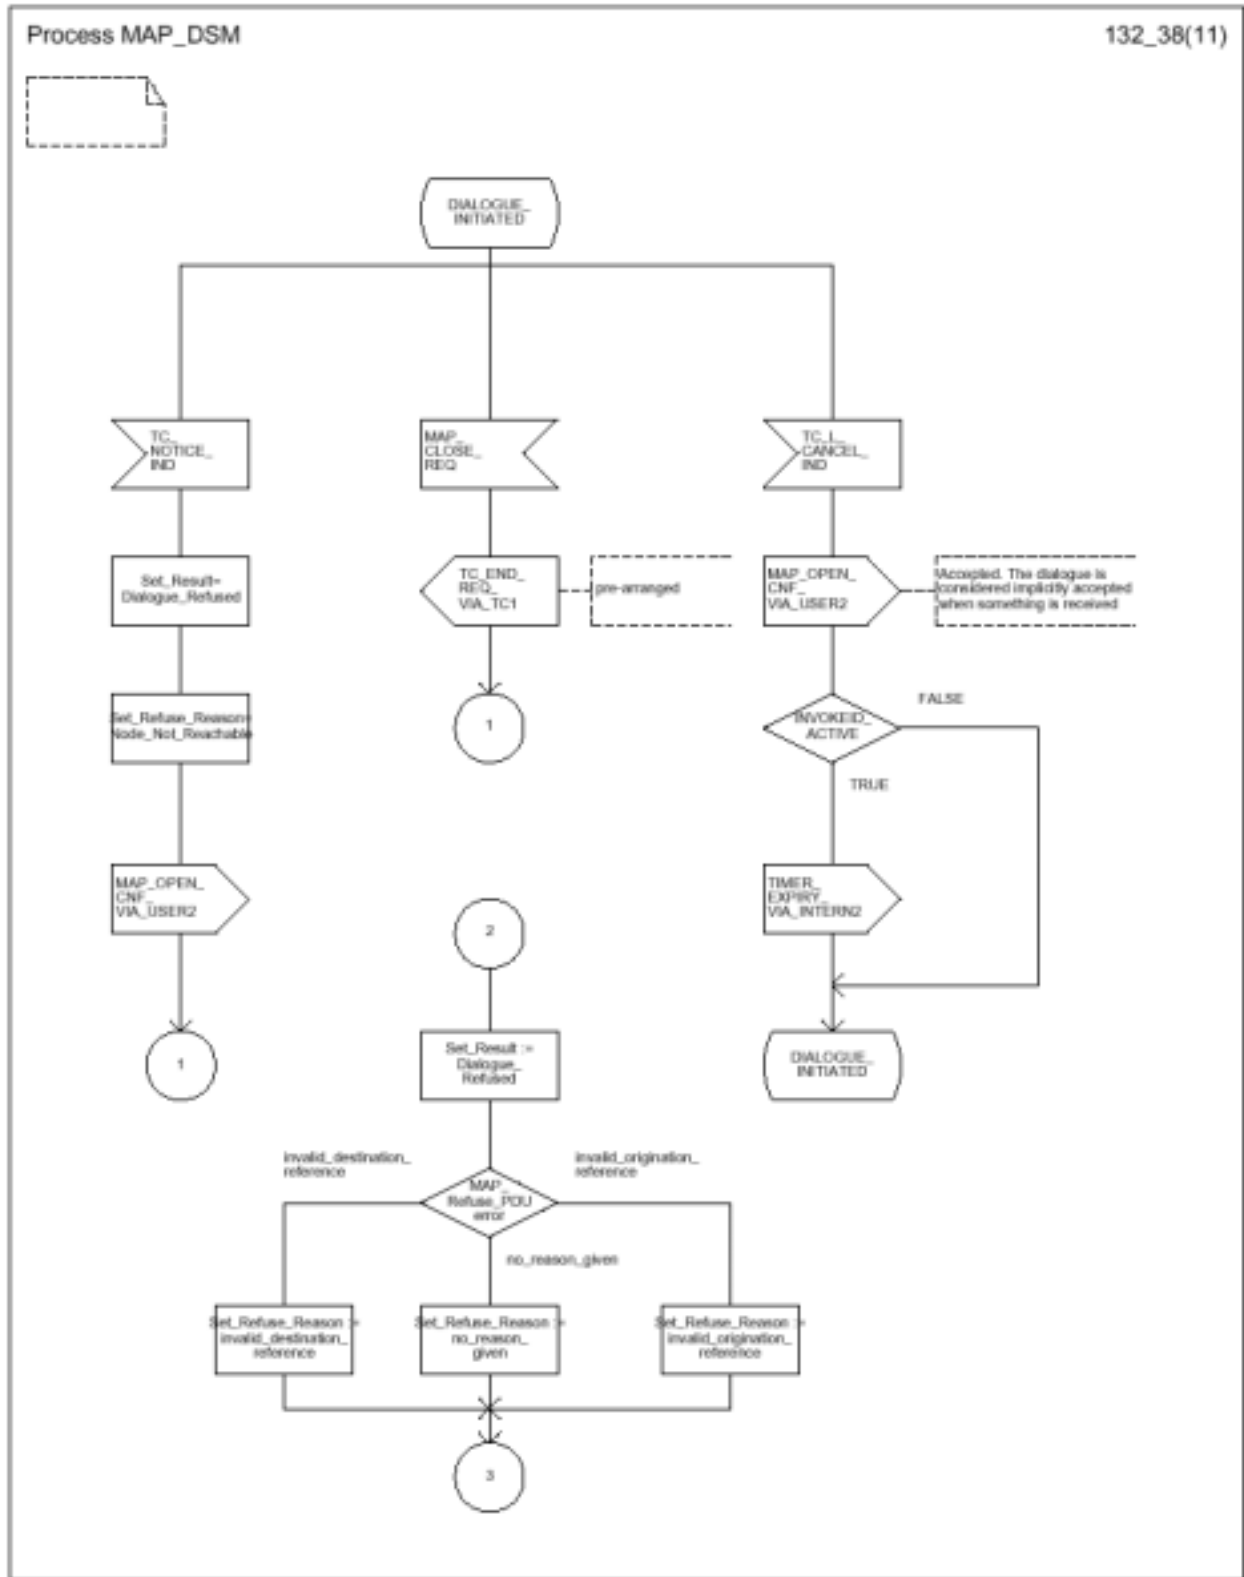 Process MAP_DSM
132_38(11)
DIALOGUE_
INITIATED
TC_
NOTICE_
IND
MAP_
CLOSE_
REQ
TC_L_
CANCEL_
IND
Set_Result=
Dialogue_Refused
TC_END_
REQ_
VIA_TC1
pre-arranged
MAP_OPEN_
CNF_
VIA_USER2
Accepted. The dialogue is
considered implicitly accepted
when something is received
Set_Refuse_Reason=
Node_Not_Reachable
1
INVOKEID_
ACTIVE
FALSE
TRUE
MAP_OPEN_
CNF_
VIA_USER2
2
TIMER_
EXPIRY_
VIA_INTERN2
1
Set_Result :=
Dialogue_
Refused
DIALOGUE_
INITIATED
invalid_destination_
reference
invalid_origination_
reference
MAP_
Refuse_PDU
error
no_reason_given
Set_Refuse_Reason :=
invalid_destination_
reference
Set_Refuse_Reason :=
no_reason_
given
Set_Refuse_Reason :=
invalid_origination_
reference
3